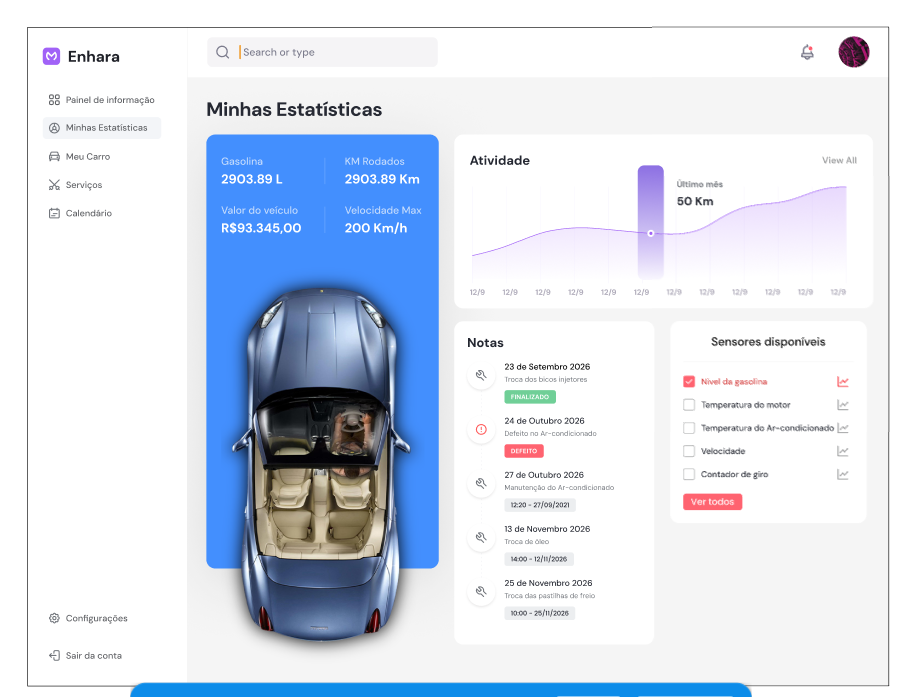 Enhara
Search or type
Painel de informação
Minhas Estatísticas
Meu Carro
Serviços
Calendário
Configurações
Sair da conta
Minhas Estatísticas
Gasolina
2903.89 L
KM Rodados
2903.89 Km
Valor do veículo
R$93.345,00
Velocidade Max
200 Km/h
Atividade
View All
Último mês
50 Km
12/9 12/9 12/9 12/9 12/9 12/9 12/9 12/9 12/9 12/9 12/9 12/9
Notas
23 de Setembro 2026
Troca dos bicos injetores
FINALIZADO
24 de Outubro 2026
Defeito no Ar-condicionado
DEFEITO
27 de Outubro 2026
Manutenção do Ar-condicionado
12:20 - 27/09/2021
13 de Novembro 2026
Troca de óleo
14:00 - 12/11/2026
25 de Novembro 2026
Troca das pastilhas de freio
10:00 - 25/11/2026
Sensores disponíveis
Nível da gasolina
Temperatura do motor
Temperatura do Ar-condicionado
Velocidade
Contador de giro
Ver todos